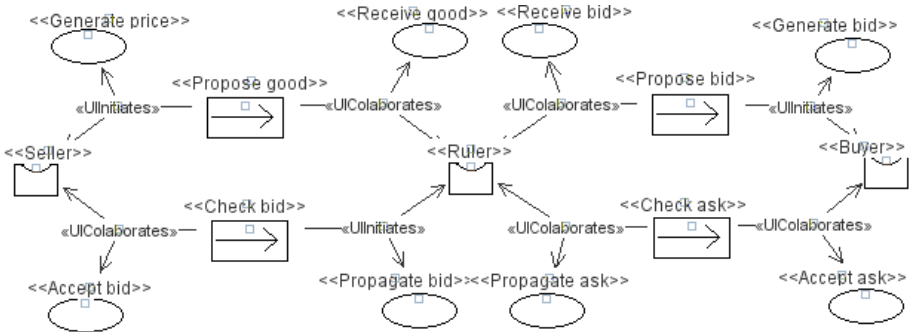 <<Generate price>>
<<Receive good>>
<<Receive bid>>
<<Generate bid>>
<<Propose good>>
<<Propose bid>>
«UIInitiates»
«UIColaborates»
«UIColaborates»
«UIInitiates»
<<Seller>>
<<Ruler>>
<<Buyer>>
<<Check bid>>
<<Check ask>>
«UIColaborates»
«UIInitiates»
«UIColaborates»
«UIColaborates»
<<Accept bid>>
<<Propagate bid>>
<<Propagate ask>>
<<Accept ask>>